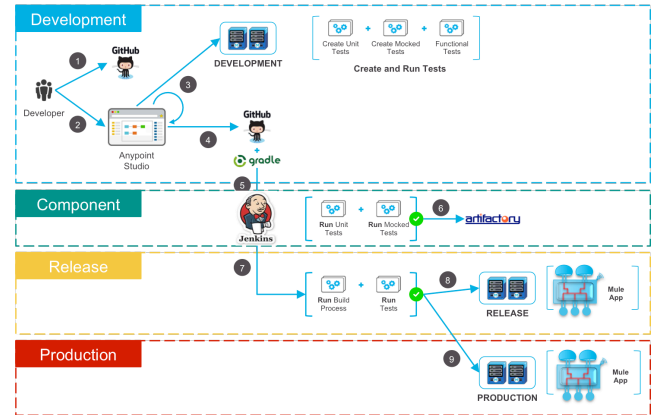 Development
1
GitHub
Developer
2
Anypoint
Studio
3
DEVELOPMENT
4
GitHub
+
gradle
5
+
+
Create Unit
Tests
Create Mocked
Tests
Functional
Tests
Create and Run Tests
Component
Jenkins
+
Run Unit
Tests
Run Mocked
Tests
6
artifactory
Release
7
+
Run Build
Process
Run
Tests
8
RELEASE
Mule
App
Production
9
PRODUCTION
Mule
App